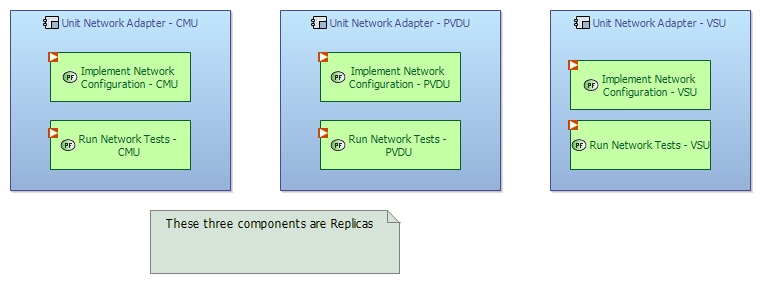 Unit Network Adapter - CMU
Implement Network
Configuration - CMU
PF
Run Network Tests -
CMU
PF
Unit Network Adapter - PVDU
Implement Network
Configuration - PVDU
PF
Run Network Tests -
PVDU
PF
Unit Network Adapter - VSU
Implement Network
Configuration - VSU
PF
Run Network Tests - VSU
PF
These three components are Replicas